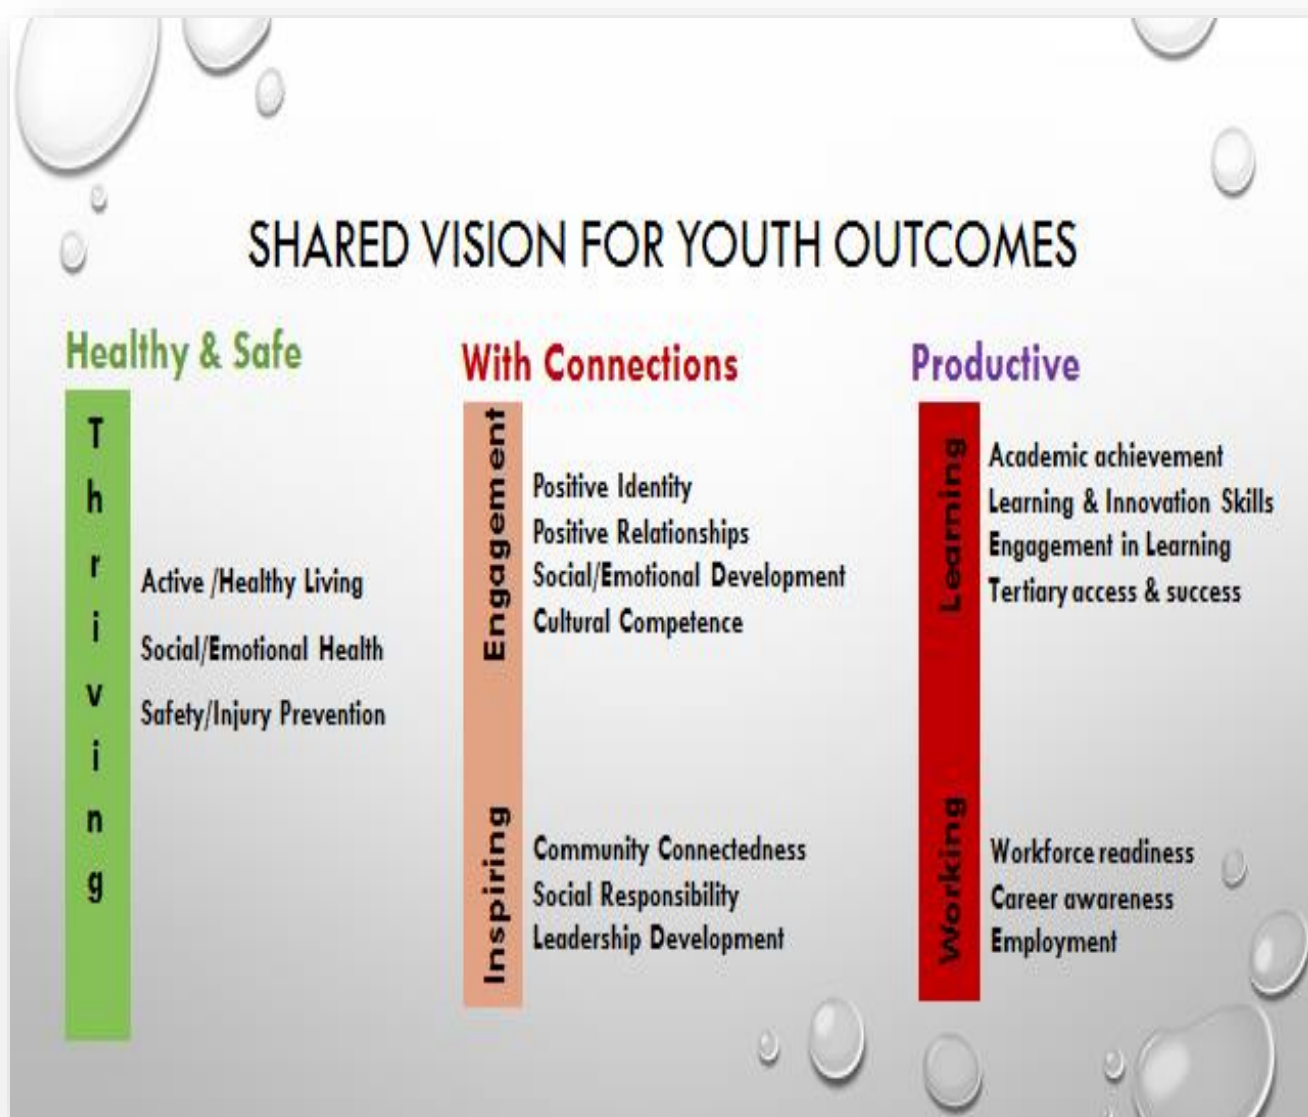 SHARED VISION FOR YOUTH OUTCOMES
Healthy & Safe
Thriving
Active /Healthy Living
Social/Emotional Health
Safety/Injury Prevention
With Connections
Engagement
Positive Identity
Positive Relationships
Social/Emotional Development
Cultural Competence
Inspiring
Community Connectedness
Social Responsibility
Leadership Development
Productive
Learning
Academic achievement
Learning & Innovation Skills
Engagement in Learning
Tertiary access & success
Working
Workforce readiness
Career awareness
Employment